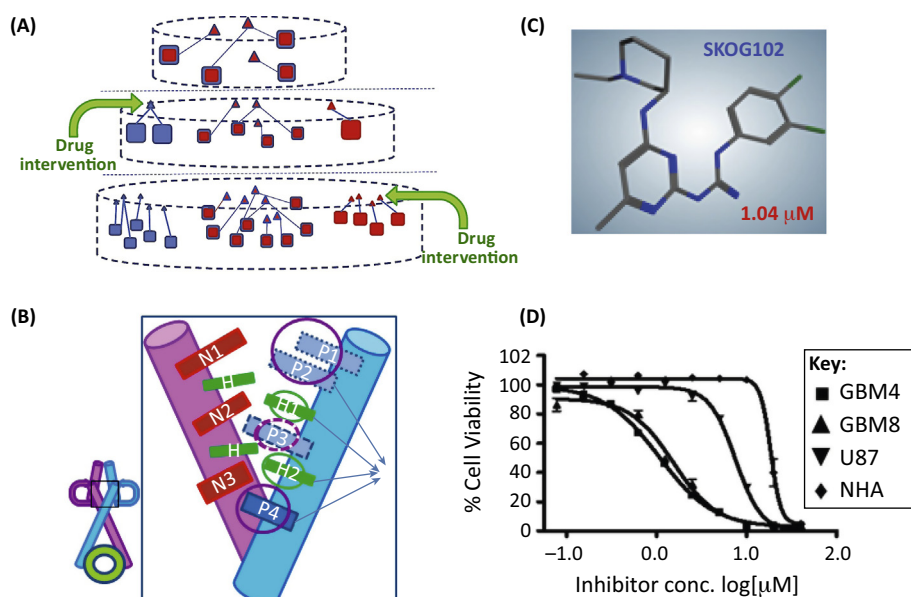 (A)
Drug
intervention
Drug
intervention
(B)
N1
H
N2
H
N3
P1
P2
H1
P3
H2
P4
(C)
SKOG102
1.04 μM
(D)
102
100
80
60
40
20
0
% Cell Viability
–1.0
0.0
1.0
2.0
Inhibitor conc. log[μM]
Key:
GBM4
GBM8
U87
NHA